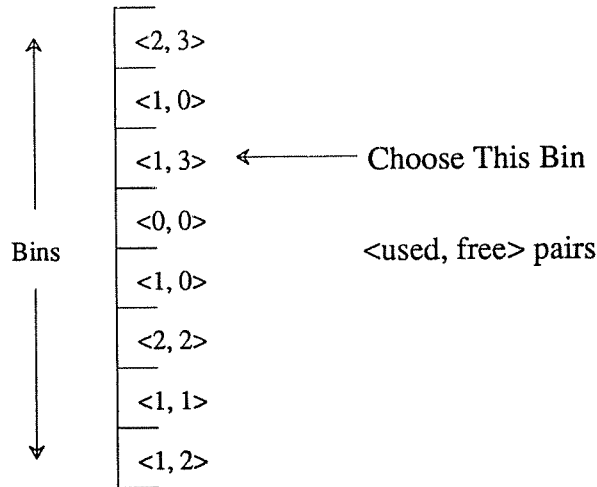 <2, 3>
<1, 0>
<1, 3>
Choose This Bin
<0, 0>
Bins
<used, free> pairs
<1, 0>
<2, 2>
<1, 1>
<1, 2>